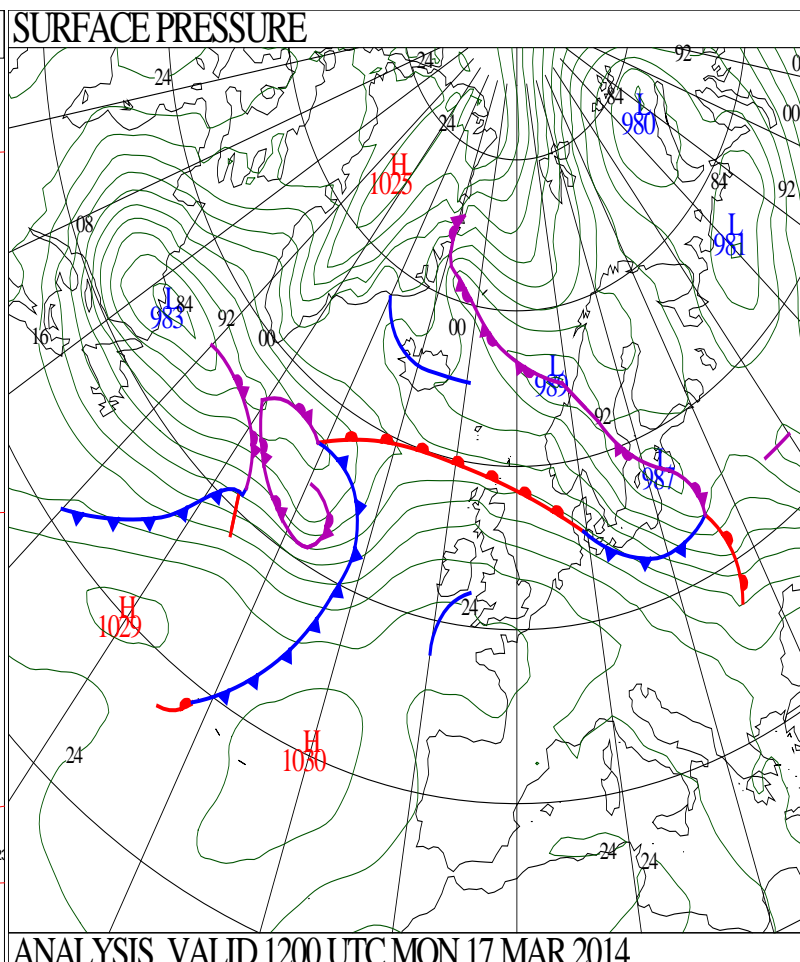 SURFACE PRESSURE
24
92
24
84
L
980
00
24
H
1025
84
92
08
L
981
L 84
983
92
16
00
00
L
989
92
L
987
H
1029
24
H
1030
24
24
24
ANALYSIS VALID 1200 UTC MON 17 MAR 2014